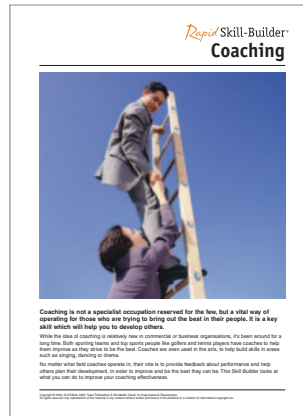 Rapid Skill-Builder
Coaching
Coaching is not a specialist occupation reserved for the few, but a vital way of
operating for those who are trying to bring out the best in their people. It is a key
skill which will help you to develop others.
While the idea of coaching is relatively new in commercial or business organisations, it's been around for a
long time. Both sporting teams and top sports people like golfers and tennis players have coaches to help
them improve as they strive to be the best. Coaches are even used in the arts, to help build skills in areas
such as singing, dancing or drama.
No matter what field coaches operate in, their role is to provide feedback about performance and help
others plan their development, in order to improve and be the best they can be. This Skill Builder looks at
what you can do to improve your coaching effectiveness.